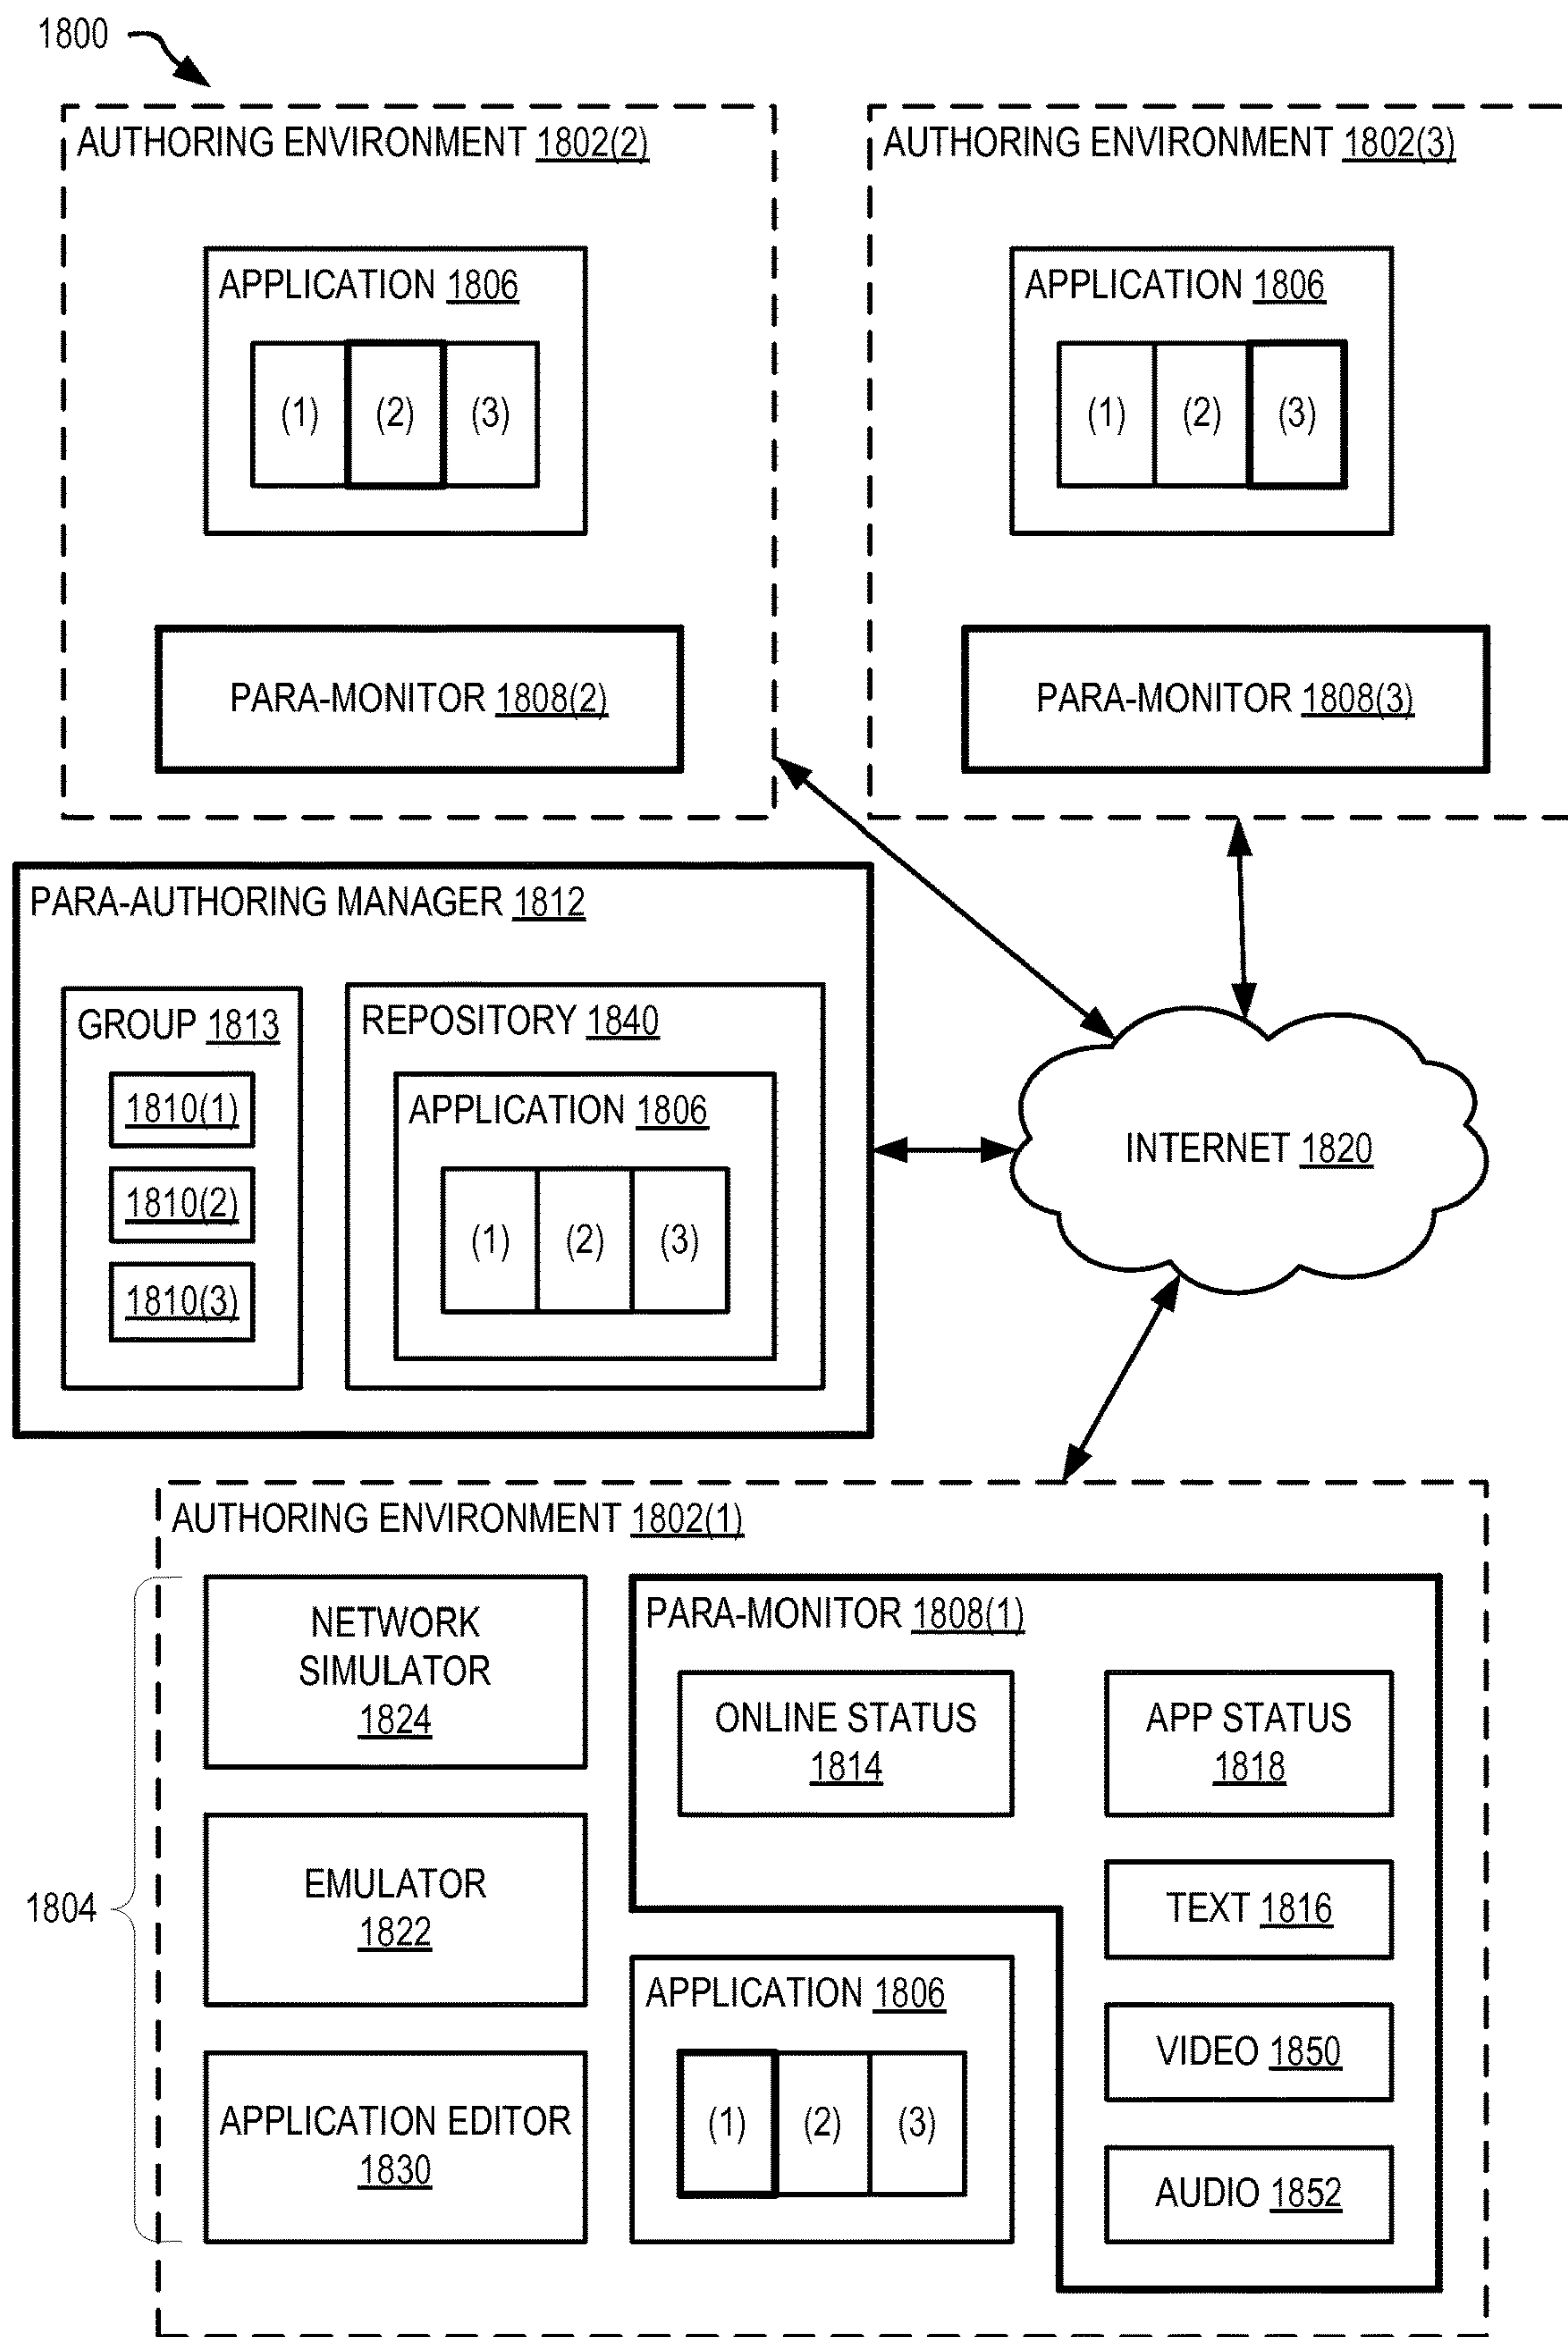 1800
AUTHORING ENVIRONMENT 1802(2)
APPLICATION 1806
(1) (2) (3)
PARA-MONITOR 1808(2)
AUTHORING ENVIRONMENT 1802(3)
APPLICATION 1806
(1) (2) (3)
PARA-MONITOR 1808(3)
PARA-AUTHORING MANAGER 1812
GROUP 1813
1810(1)
1810(2)
1810(3)
REPOSITORY 1840
APPLICATION 1806
(1) (2) (3)
INTERNET 1820
AUTHORING ENVIRONMENT 1802(1)
1804
NETWORK
SIMULATOR
1824
EMULATOR
1822
APPLICATION EDITOR
1830
PARA-MONITOR 1808(1)
ONLINE STATUS
1814
APP STATUS
1818
TEXT 1816
VIDEO 1850
AUDIO 1852
APPLICATION 1806
(1) (2) (3)